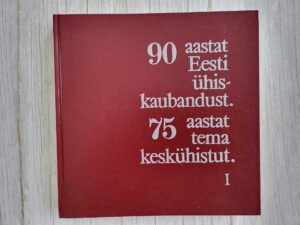 90 aastat
Eesti
ühis-
kaubandust.
75 aastat
tema
keskühistut.
I